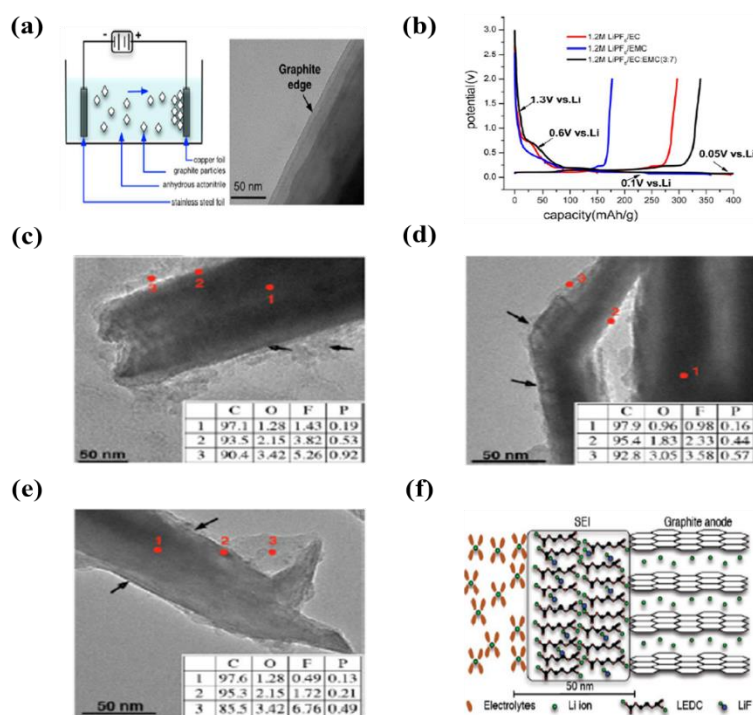 (a)
- +
copper foil
graphite particles
anhydrous actonitrile
stainless steel foil
Graphite
edge
50 nm
(b)
1.2M LiPF6/EC
1.2M LiPF6/EMC
1.2M LiPF6/EC:EMC(3:7)
potential(v)
3.0
2.5
2.0
1.5
1.0
0.5
0.0
1.3V vs.Li
0.6V vs.Li
0.05V vs.Li
0.1V vs.Li
0 50 100 150 200 250 300 350 400
capacity(mAh/g)
(c)
3 2 1
C O F P
1 97.1 1.28 1.43 0.19
2 93.5 2.15 3.82 0.53
3 90.4 3.42 5.26 0.92
50 nm
(d)
3
2
1
C O F P
1 97.9 0.96 0.98 0.16
2 95.4 1.83 2.33 0.44
3 92.8 3.05 3.58 0.57
50 nm
(e)
1 2 3
C O F P
1 97.6 1.28 0.49 0.13
2 95.3 2.15 1.72 0.21
3 85.5 3.42 6.76 0.49
50 nm
(f)
SEI Graphite anode
50 nm
Electrolytes Li ion LEDC LiF